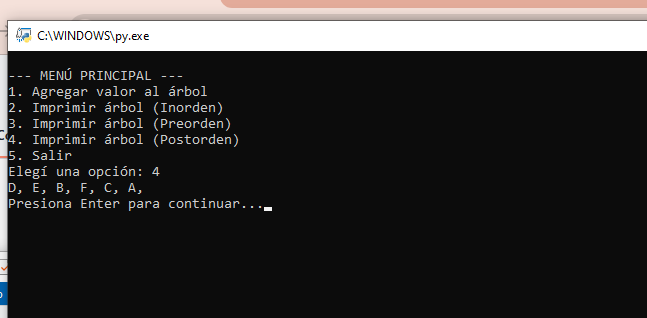 C:\WINDOWS\py.exe
--- MENÚ PRINCIPAL ---
1. Agregar valor al árbol
2. Imprimir árbol (Inorden)
3. Imprimir árbol (Preorden)
4. Imprimir árbol (Postorden)
5. Salir
Elegí una opción: 4
D, E, B, F, C, A,
Presiona Enter para continuar...